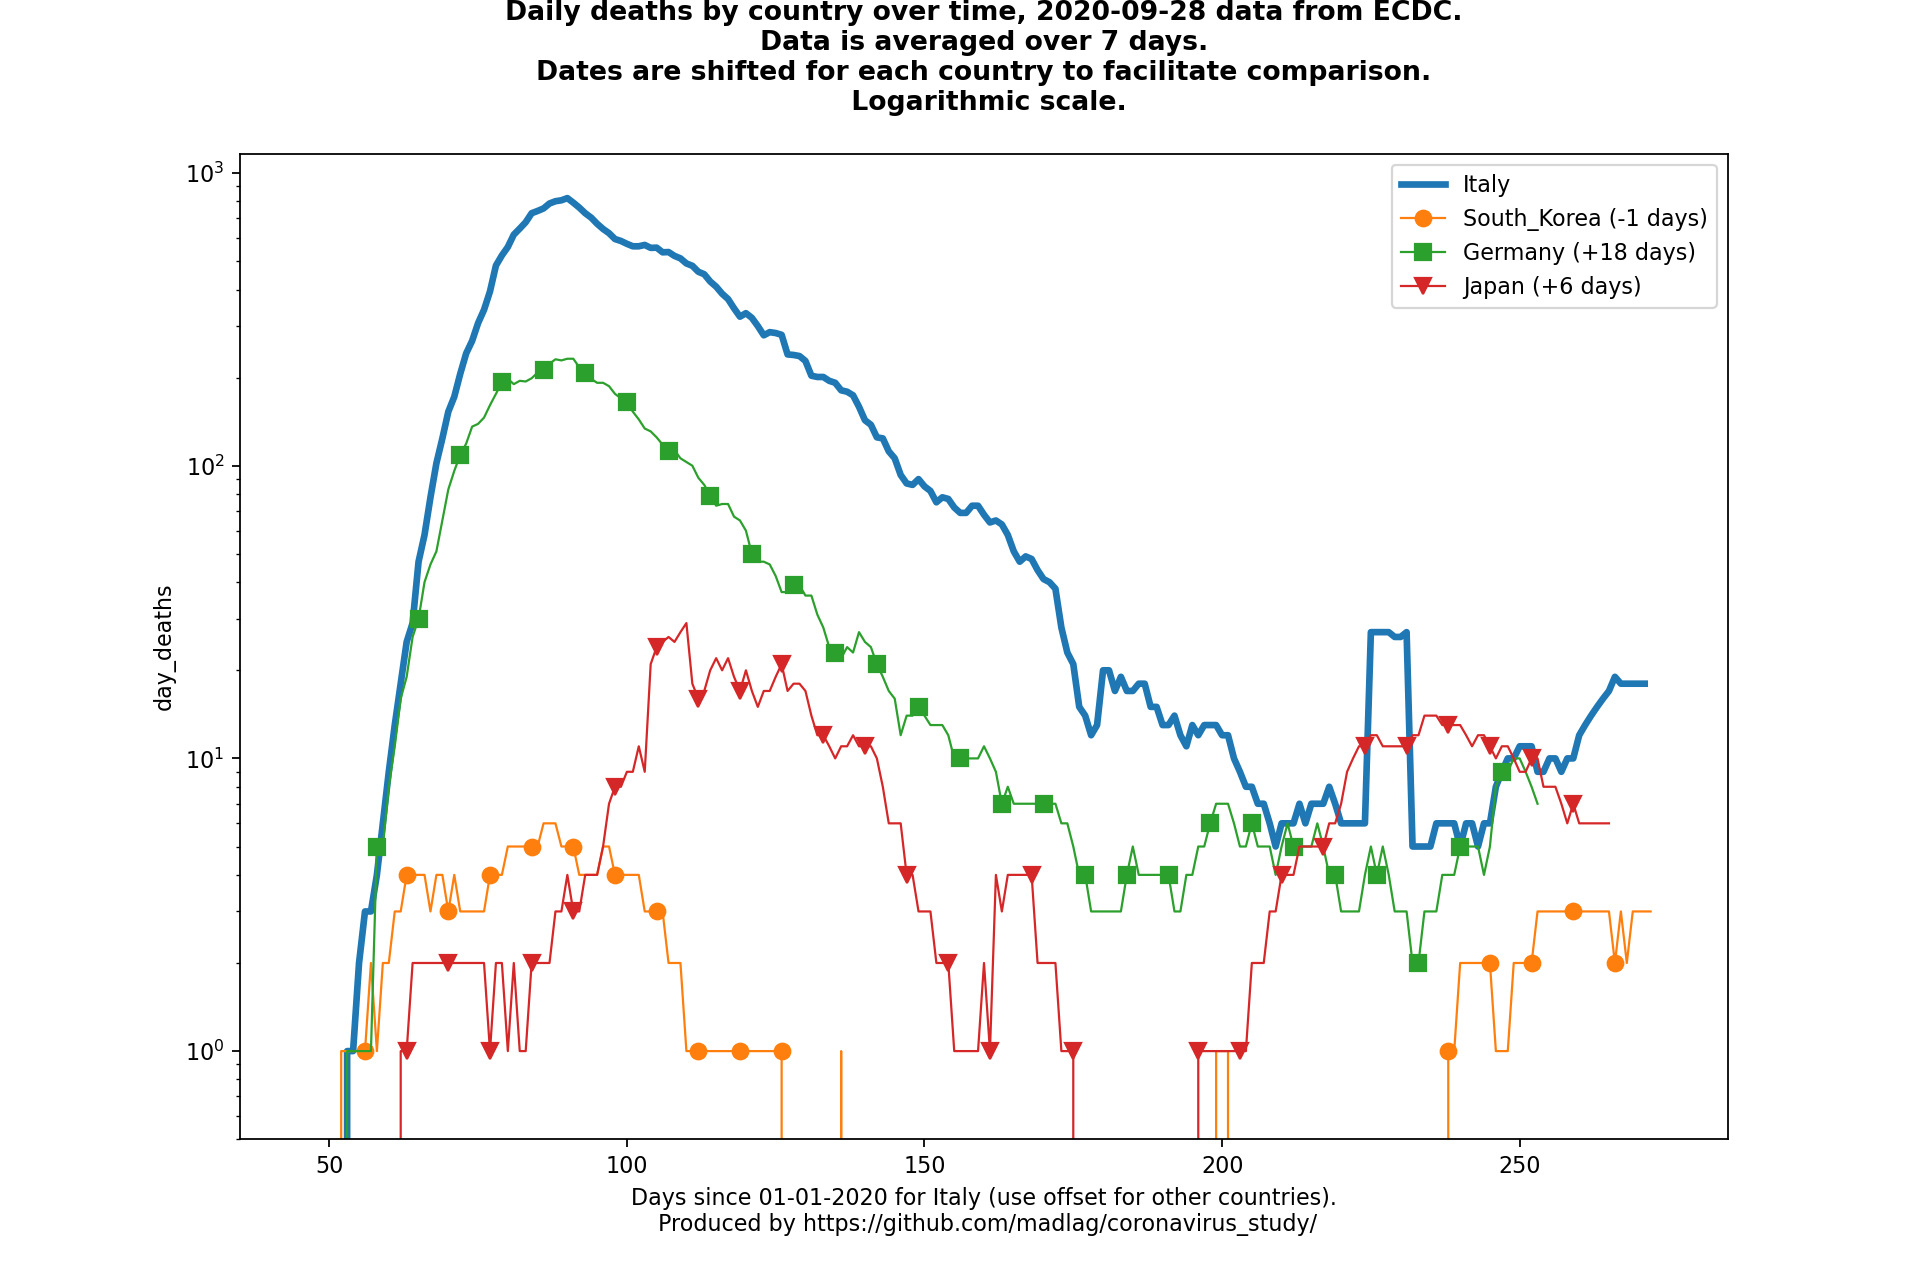 Daily deaths by country over time, 2020-09-28 data from ECDC.
Data is averaged over 7 days.
Dates are shifted for each country to facilitate comparison.
Logarithmic scale.
10³
Italy
South_Korea (-1 days)
Germany (+18 days)
Japan (+6 days)
10²
day_deaths
10¹
10⁰
50 100 150 200 250
Days since 01-01-2020 for Italy (use offset for other countries).
Produced by https://github.com/madlag/coronavirus_study/